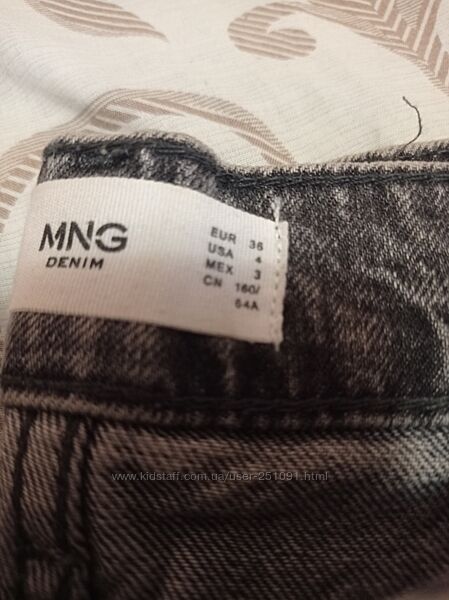 MNG
DENIM
EUR 36
USA 4
MEX 3
CN 160/
64A
www.kidstaff.com.ua/user-251091.html